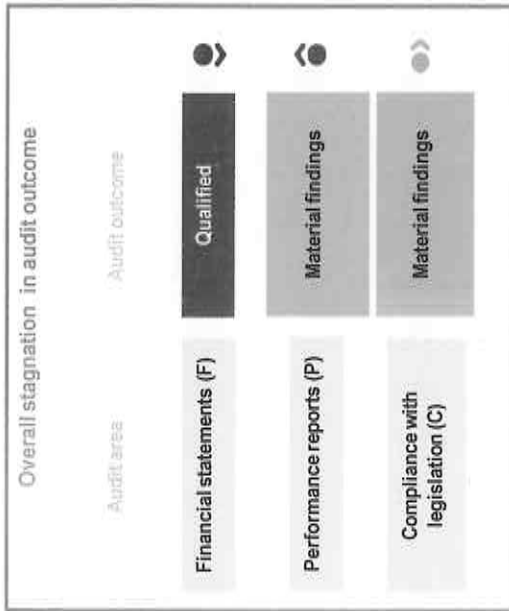 Overall stagnation in audit outcome
Audit area
Audit outcome
Financial statements (F)
Qualified
Performance reports (P)
Material findings
Compliance with
legislation (C)
Material findings